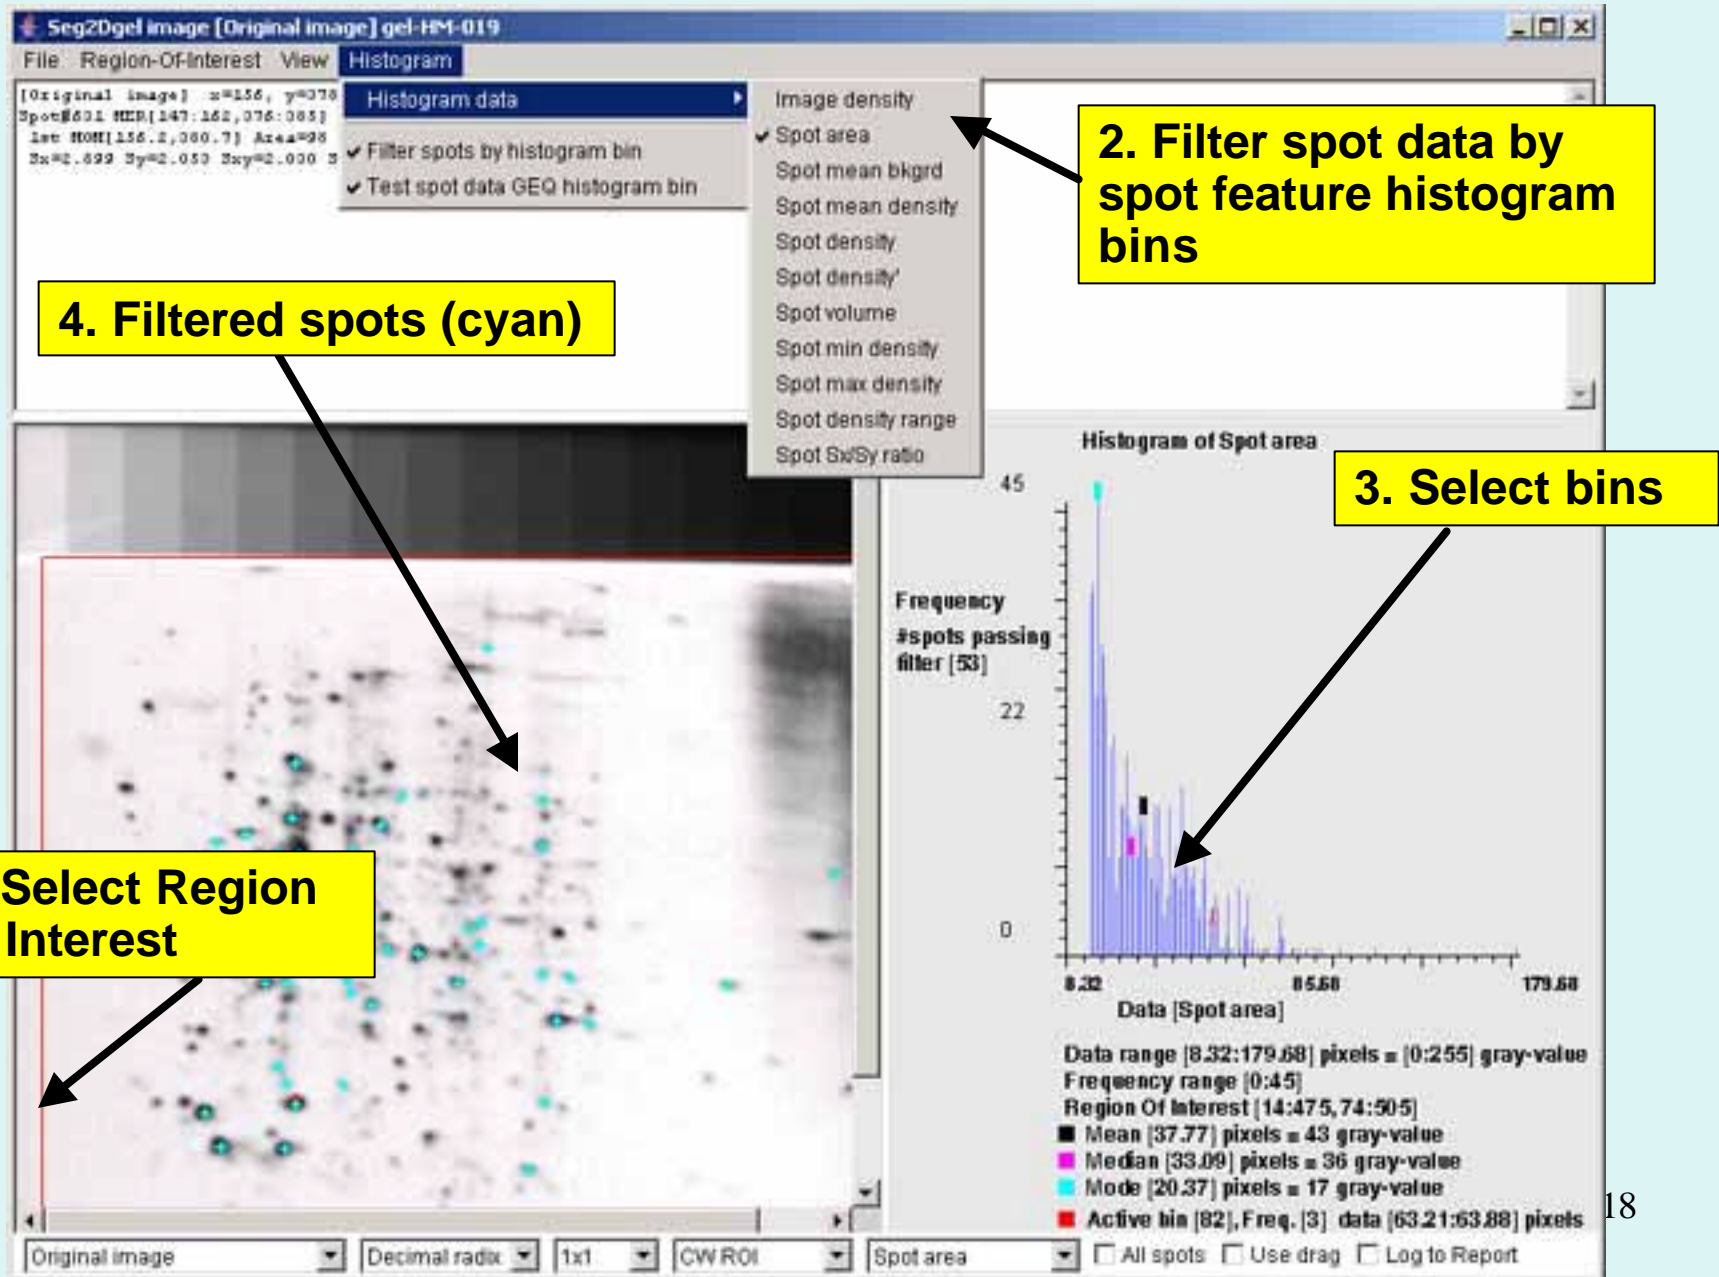 Seg2Dgel image [Original image] gel-HM-019
File Region-Of-Interest View Histogram
[Original image] x=156, y=378
Histogram data
Filter spots by histogram bin
Test spot data GEQ histogram bin
Image density
Spot area
Spot mean bkgrd
Spot mean density
Spot density
Spot density'
Spot volume
Spot min density
Spot max density
Spot density range
Spot Sx/Sy ratio
2. Filter spot data by
spot feature histogram
bins
4. Filtered spots (cyan)
Histogram of Spot area
3. Select bins
45
Frequency
#spots passing
filter [53]
22
0
Select Region
Interest
8.32 85.68 179.68
Data [Spot area]
Data range [8.32:179.68] pixels = [0:255] gray-value
Frequency range [0:45]
Region Of Interest [14:475,74:505]
Mean [37.77] pixels = 43 gray-value
Median [33.09] pixels = 36 gray-value
Mode [20.37] pixels = 17 gray-value
Active bin [82], Freq. [3] data [63.21:63.88] pixels
18
Original image Decimal radix 1x1 CW ROI Spot area All spots Use drag Log to Report